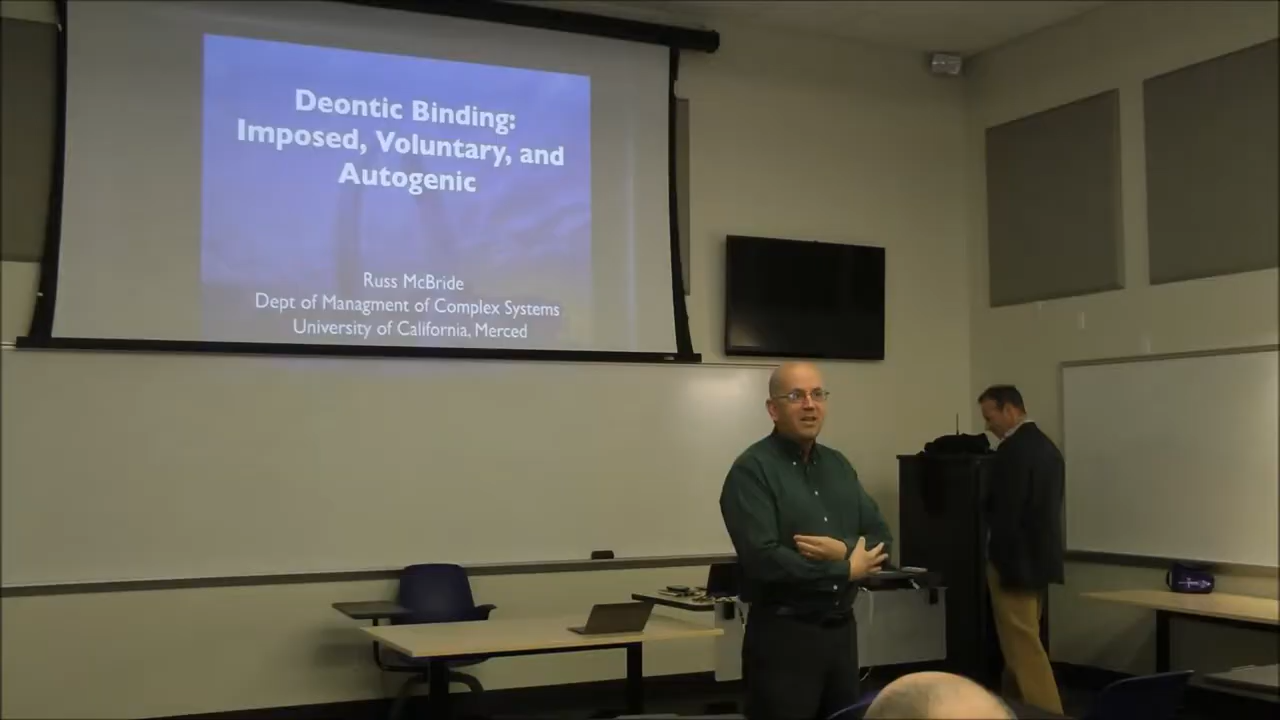 Deontic Binding:
Imposed, Voluntary, and
Autogenic
Russ McBride
Dept of Managment of Complex Systems
University of California, Merced